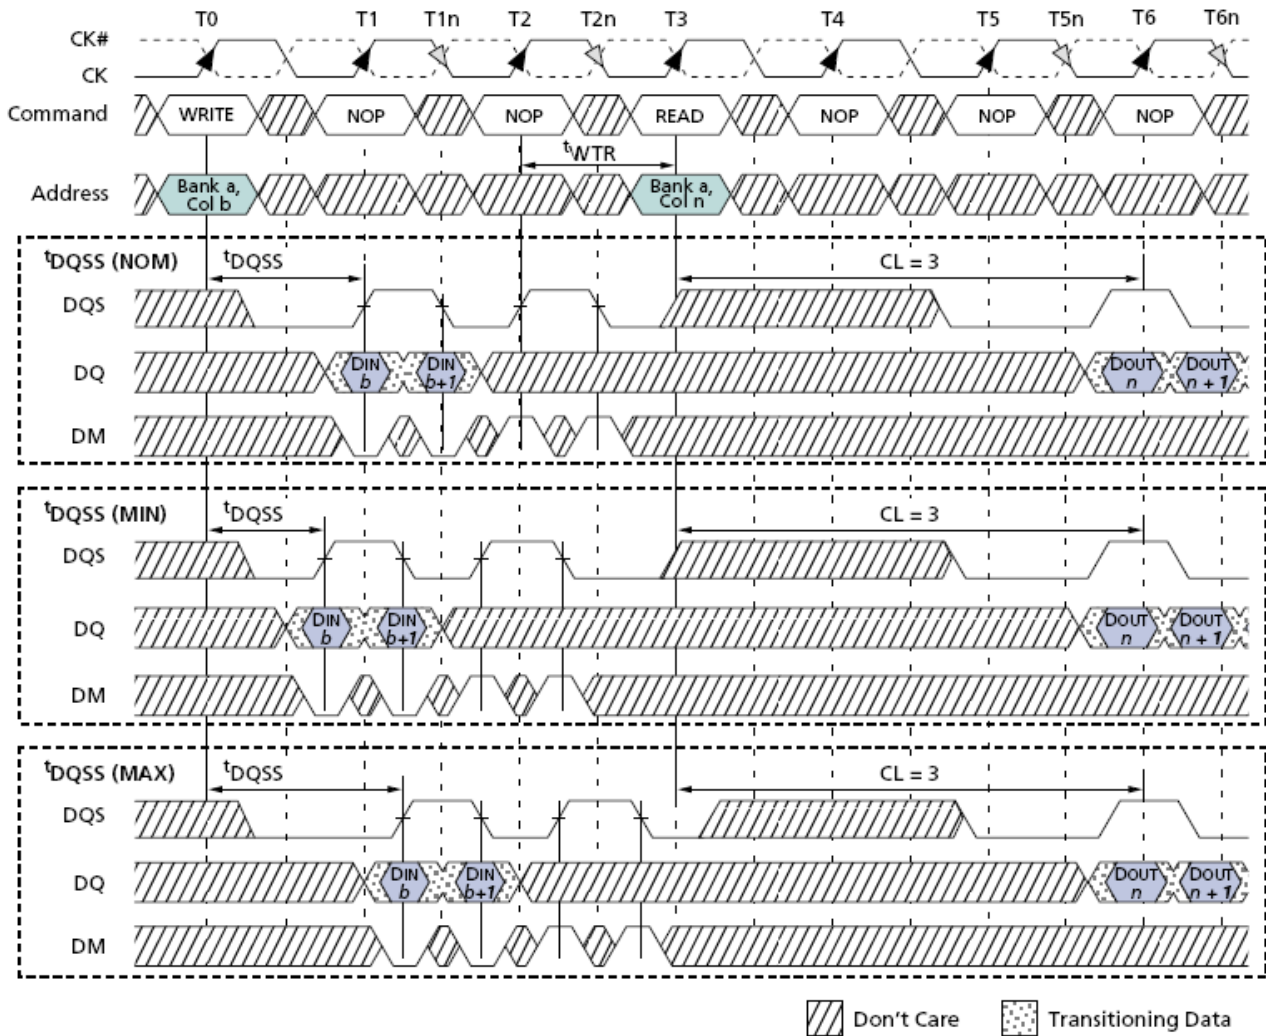 T0 T1 T1n T2 T2n T3 T4 T5 T5n T6 T6n
CK#
CK
Command WRITE NOP NOP READ NOP NOP NOP
tWTR
Address Bank a, Col b Bank a, Col n
tDQSS (NOM) tDQSS CL = 3
DQS
DQ DIN b DIN b+1 DOUT n DOUT n + 1
DM
tDQSS (MIN) tDQSS CL = 3
DQS
DQ DIN b DIN b+1 DOUT n DOUT n + 1
DM
tDQSS (MAX) tDQSS CL = 3
DQS
DQ DIN b DIN b+1 DOUT n DOUT n + 1
DM
Don't Care Transitioning Data